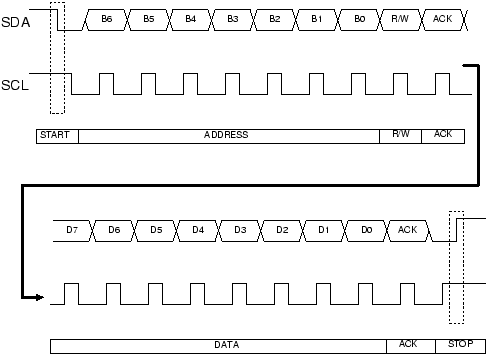 SDA B6 B5 B4 B3 B2 B1 B0 R/W ACK
SCL
START ADDRESS R/W ACK
D7 D6 D5 D4 D3 D2 D1 D0 ACK
DATA ACK STOP